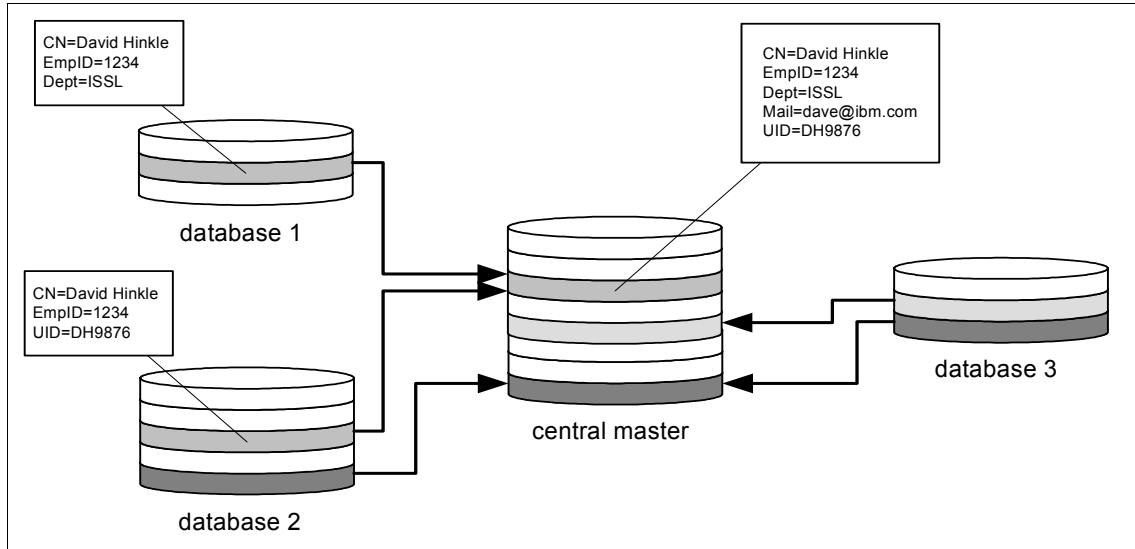 CN=David Hinkle
EmpID=1234
Dept=ISSL
database 1
CN=David Hinkle
EmpID=1234
UID=DH9876
database 2
CN=David Hinkle
EmpID=1234
Dept=ISSL
Mail=dave@ibm.com
UID=DH9876
central master
database 3